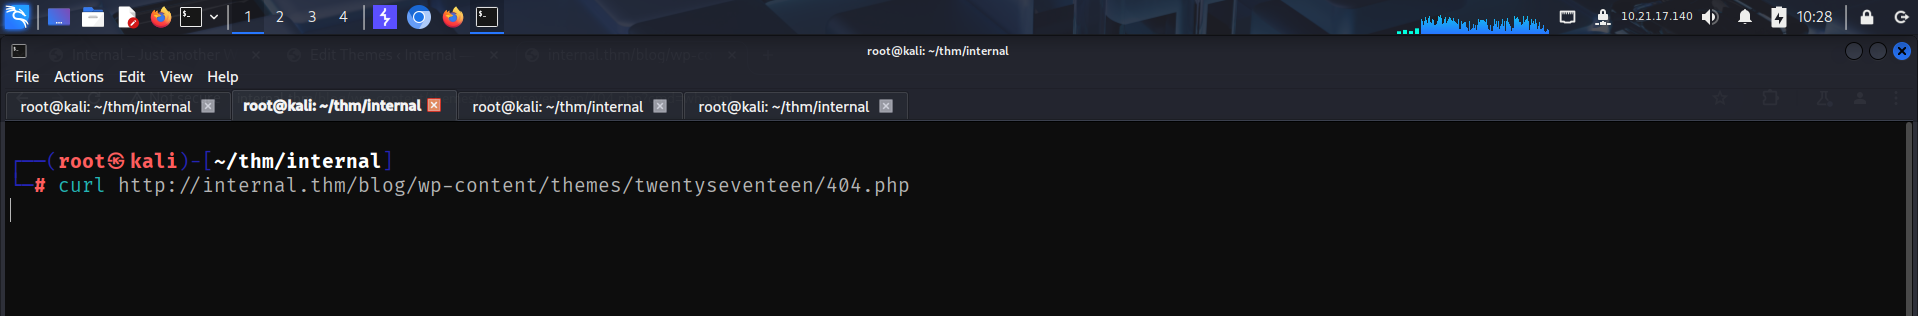 1 2 3 4 10.21.17.140 10:28
root@kali: ~/thm/internal
File Actions Edit View Help
root@kali: ~/thm/internal root@kali: ~/thm/internal root@kali: ~/thm/internal root@kali: ~/thm/internal
┌──(root㉿kali)-[~/thm/internal]
└─# curl http://internal.thm/blog/wp-content/themes/twentyseventeen/404.php